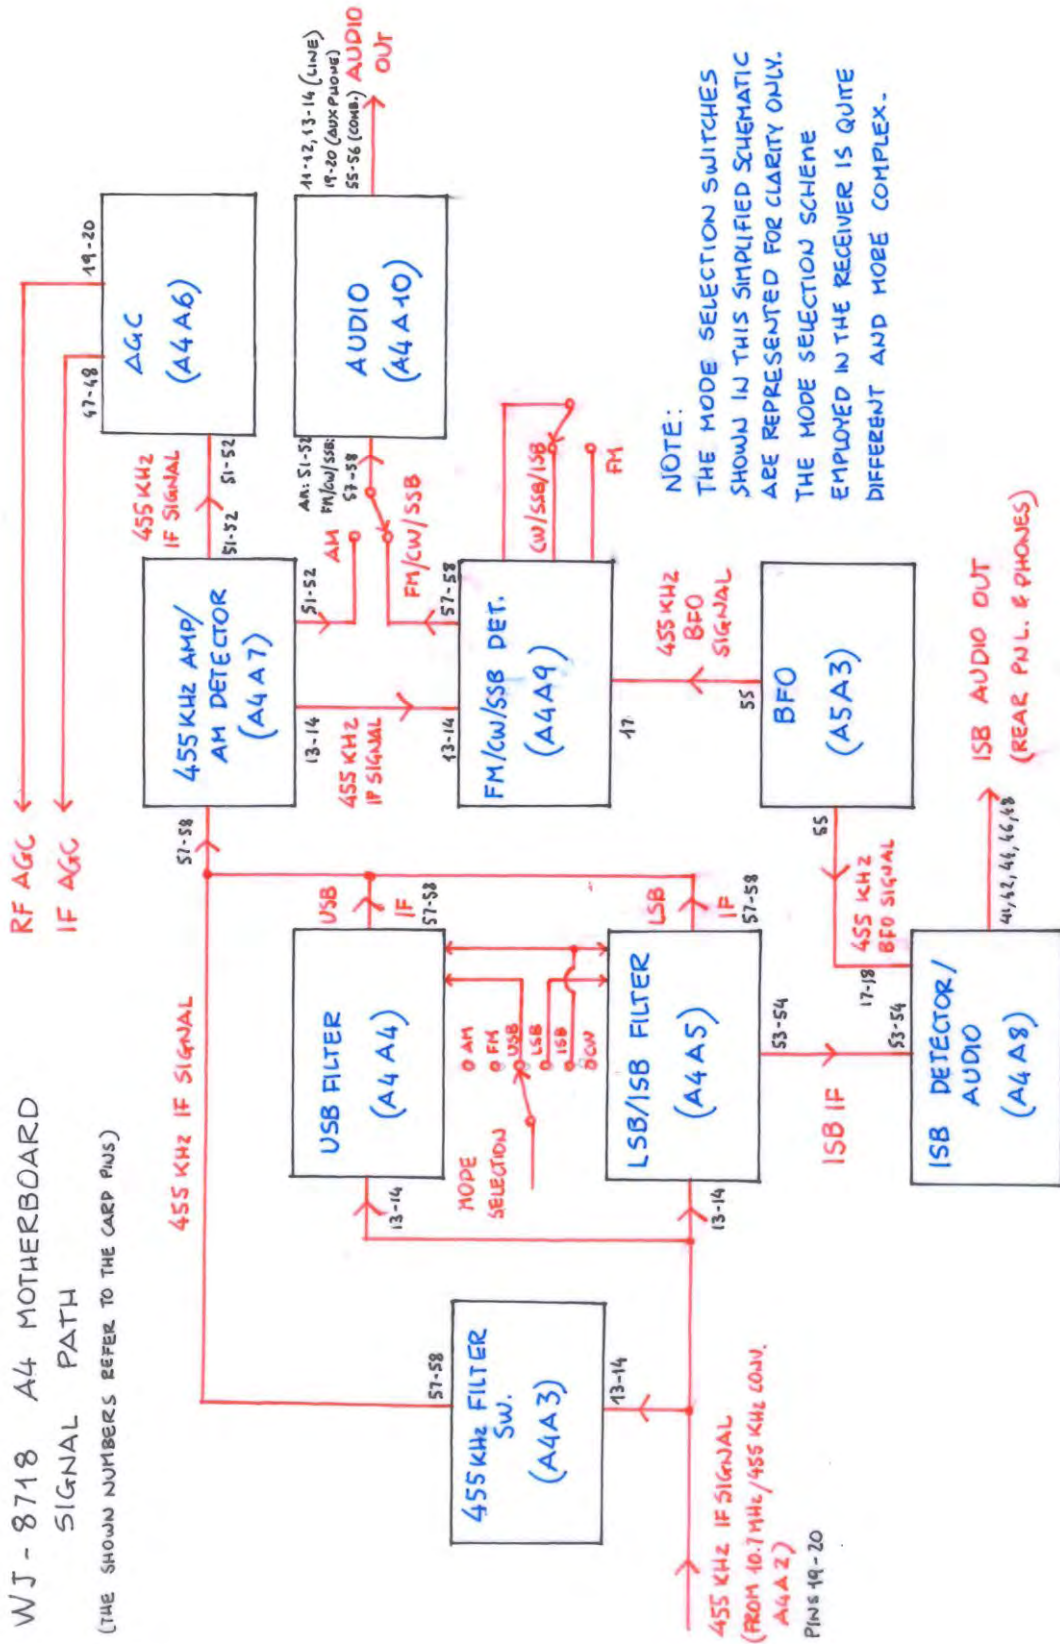 WJ - 8718 A4 MOTHERBOARD
SIGNAL PATH
(THE SHOWN NUMBERS REFER TO THE CARD PINS)
RF AGC
IF AGC
47-48
19-20
AGC
(A4A6)
51-52
455 KHz
IF SIGNAL
51-52
455 KHz AMP/
AM DETECTOR
(A4A7)
57-58
13-14
51-52
455 KHz IF SIGNAL
455 KHz
IF SIGNAL
AM
FM/CW/SSB
AM: 51-52
FM/CW/SSB:
57-58
AUDIO
(A4A10)
11-12, 13-14 (LINE)
19-20 (AUX PHONE)
55-56 (COMB.)
AUDIO
OUT
USB FILTER
(A4A4)
13-14
USB
IF
57-58
13-14
57-58
FM/CW/SSB DET.
(A4A9)
17
CW/SSB/ISB
FM
MODE
SELECTION
AM
FM
USB
LSB
ISB
CW
455 KHz FILTER
SW.
(A4A3)
57-58
13-14
LSB/ISB FILTER
(A4A5)
13-14
LSB
IF
57-58
53-54
455 KHz
BFO
SIGNAL
55
BFO
(A5A3)
55
455 KHz
BFO SIGNAL
17-18
ISB IF
53-54
ISB DETECTOR/
AUDIO
(A4A8)
41, 42, 44, 46, 48
ISB AUDIO OUT
(REAR PNL. & PHONES)
455 KHz IF SIGNAL
(FROM 10.7 MHz/455 KHz CONV.
A4A2)
PINS 19-20
NOTE:
THE MODE SELECTION SWITCHES
SHOWN IN THIS SIMPLIFIED SCHEMATIC
ARE REPRESENTED FOR CLARITY ONLY.
THE MODE SELECTION SCHEME
EMPLOYED IN THE RECEIVER IS QUITE
DIFFERENT AND MORE COMPLEX.